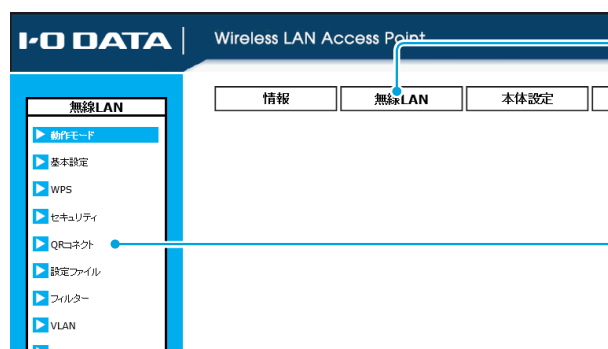 I-O DATA
Wireless LAN Access Point
情報
無線LAN
本体設定
無線LAN
動作モード
基本設定
WPS
セキュリティ
QRコネクト
設定ファイル
フィルター
VLAN